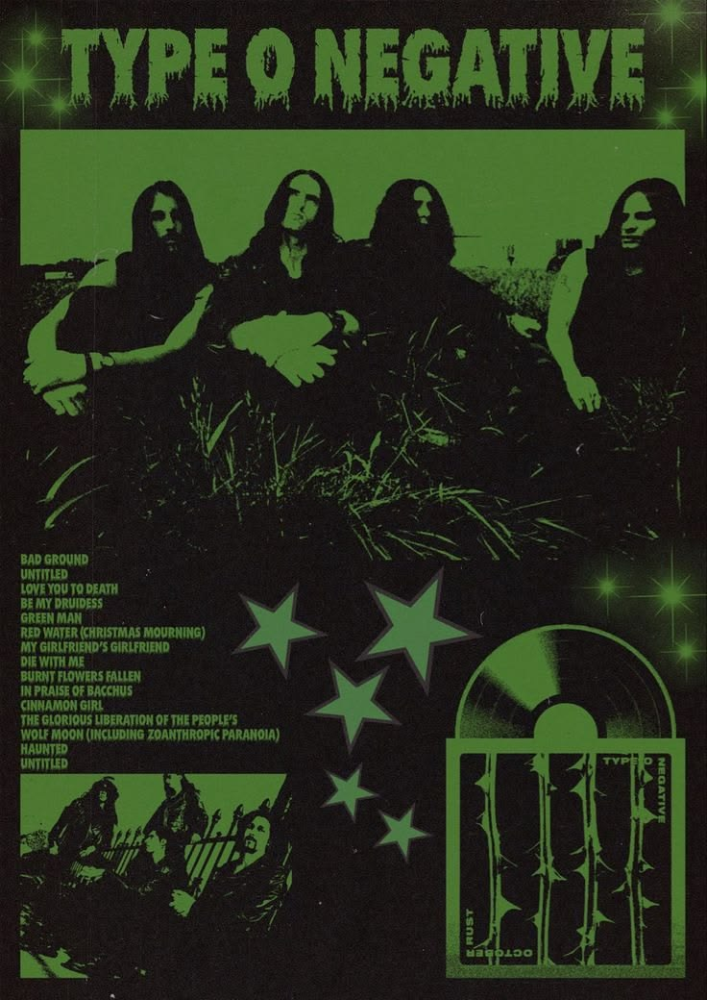 TYPE O NEGATIVE
BAD GROUND
UNTITLED
LOVE YOU TO DEATH
BE MY DRUIDESS
GREEN MAN
RED WATER (CHRISTMAS MOURNING)
MY GIRLFRIEND'S GIRLFRIEND
DIE WITH ME
BURNT FLOWERS FALLEN
IN PRAISE OF BACCHUS
CINNAMON GIRL
THE GLORIOUS LIBERATION OF THE PEOPLE'S
WOLF MOON (INCLUDING ZOANTHROPIC PARANOIA)
HAUNTED
UNTITLED
TYPE O
NEGATIVE
OCTOBER
RUST